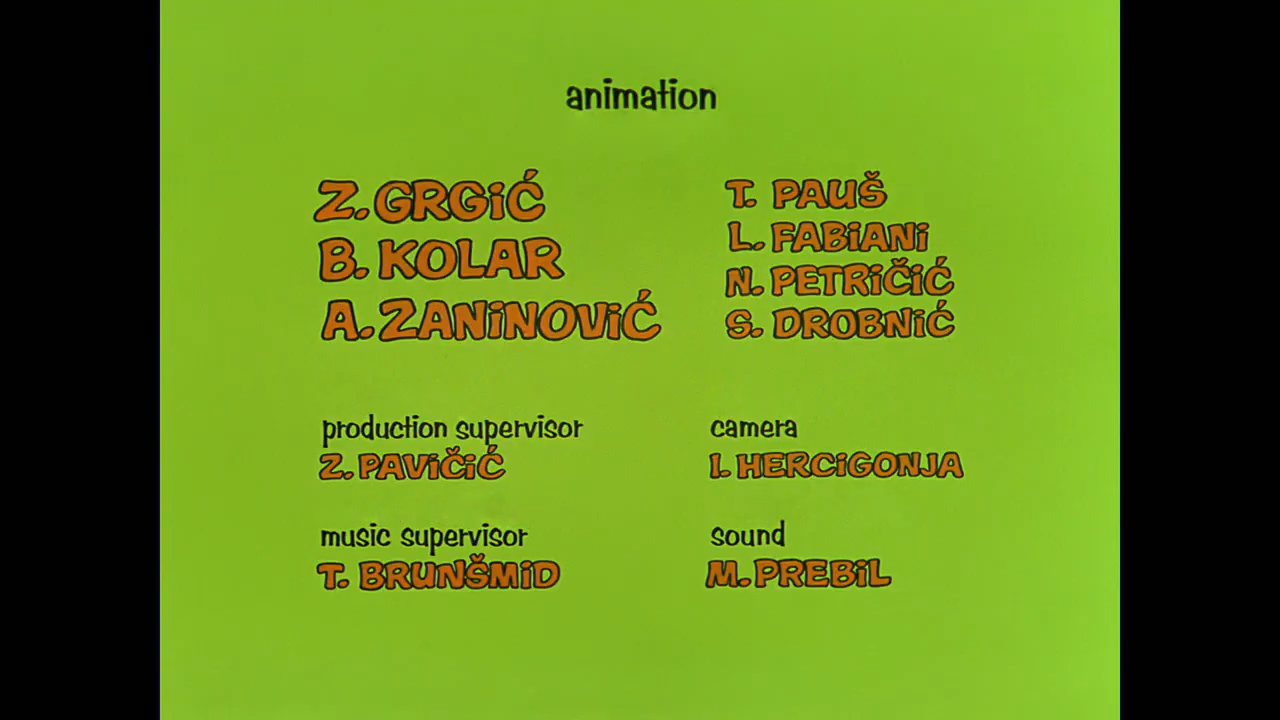 animation
Z. GRGiĆ
B. KOLAR
A. ZANiNOViĆ
T. PAUŠ
L. FABiANi
N. PETRiČiĆ
S. DROBNiĆ
production supervisor
Z. PAViČiĆ
camera
I. HERCiGONJA
music supervisor
T. BRUNŠMiD
sound
M. PREBiL